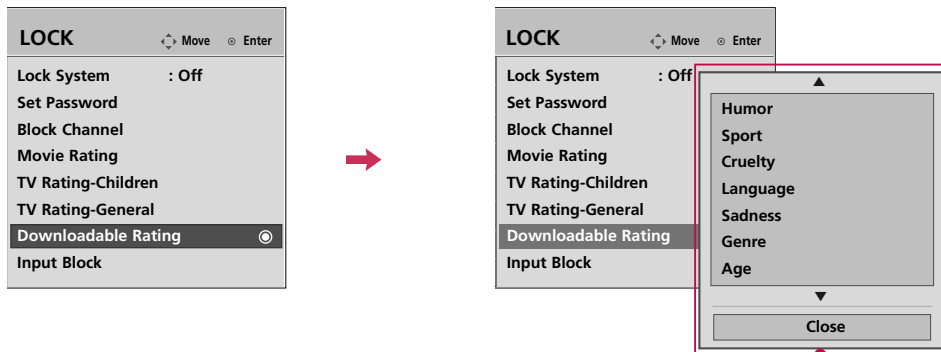 LOCK Move Enter
Lock System : Off
Set Password
Block Channel
Movie Rating
TV Rating-Children
TV Rating-General
Downloadable Rating
Input Block
LOCK Move Enter
Lock System : Off
Set Password
Block Channel
Movie Rating
TV Rating-Children
TV Rating-General
Downloadable Rating
Input Block
Humor
Sport
Cruelty
Language
Sadness
Genre
Age
Close